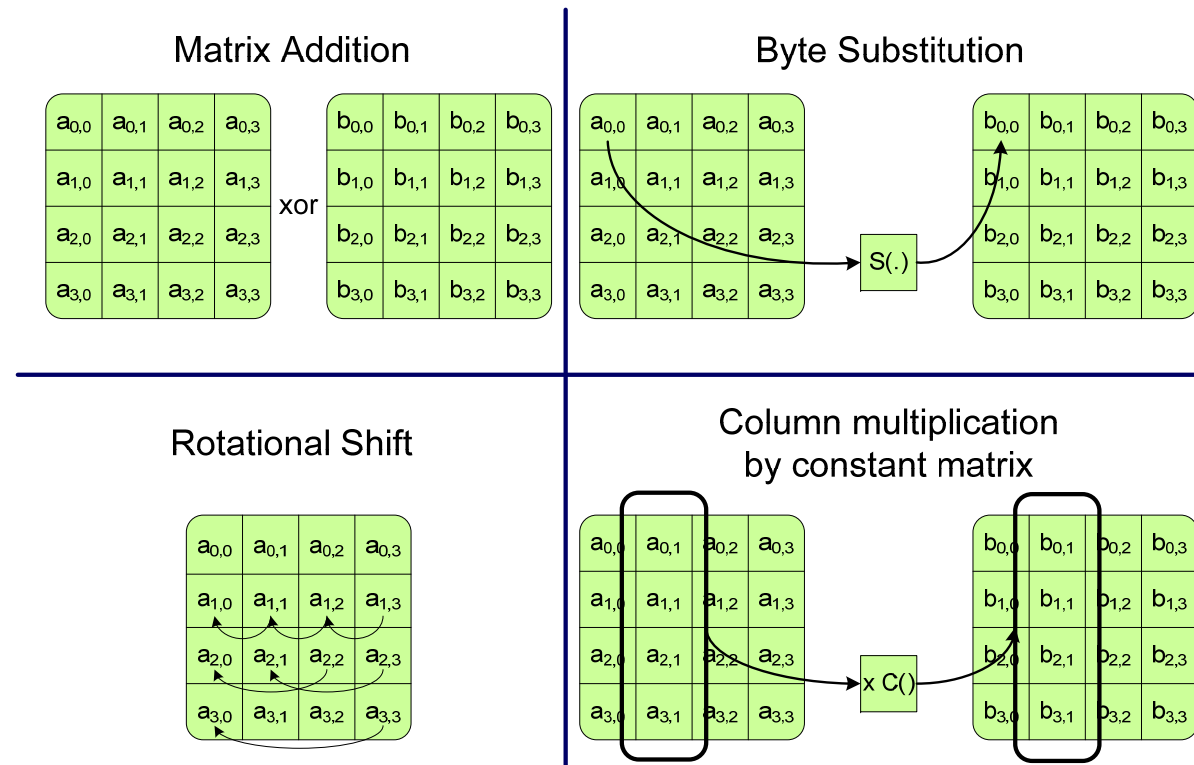 Matrix Addition
a0,0 a0,1 a0,2 a0,3
a1,0 a1,1 a1,2 a1,3
a2,0 a2,1 a2,2 a2,3
a3,0 a3,1 a3,2 a3,3
xor
b0,0 b0,1 b0,2 b0,3
b1,0 b1,1 b1,2 b1,3
b2,0 b2,1 b2,2 b2,3
b3,0 b3,1 b3,2 b3,3
Byte Substitution
a0,0 a0,1 a0,2 a0,3
a1,0 a1,1 a1,2 a1,3
a2,0 a2,1 a2,2 a2,3
a3,0 a3,1 a3,2 a3,3
S(.)
b0,0 b0,1 b0,2 b0,3
b1,0 b1,1 b1,2 b1,3
b2,0 b2,1 b2,2 b2,3
b3,0 b3,1 b3,2 b3,3
Rotational Shift
a0,0 a0,1 a0,2 a0,3
a1,0 a1,1 a1,2 a1,3
a2,0 a2,1 a2,2 a2,3
a3,0 a3,1 a3,2 a3,3
Column multiplication
by constant matrix
a0,0 a0,1 a0,2 a0,3
a1,0 a1,1 a1,2 a1,3
a2,0 a2,1 a2,2 a2,3
a3,0 a3,1 a3,2 a3,3
x C()
b0,0 b0,1 b0,2 b0,3
b1,0 b1,1 b1,2 b1,3
b2,0 b2,1 b2,2 b2,3
b3,0 b3,1 b3,2 b3,3